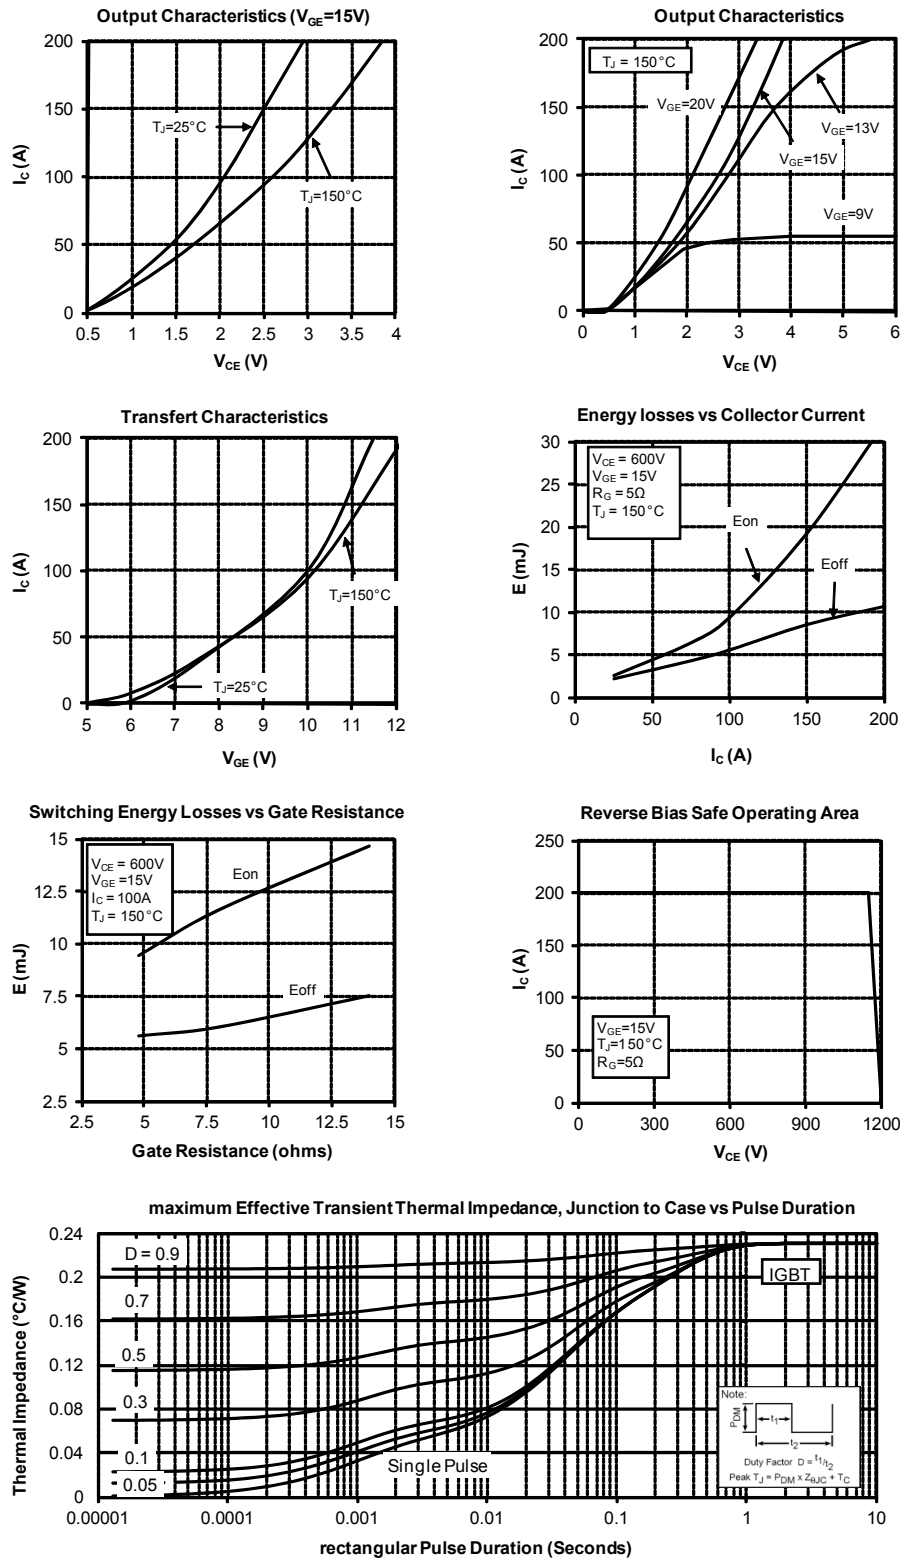 Output Characteristics (VGE=15V)
200
150
100
50
0
IC (A)
TJ=25°C
TJ=150°C
0.5 1 1.5 2 2.5 3 3.5 4
VCE (V)
Output Characteristics
200
150
100
50
0
IC (A)
TJ = 150°C
VGE=20V
VGE=13V
VGE=15V
VGE=9V
0 1 2 3 4 5 6
VCE (V)
Transfert Characteristics
200
150
100
50
0
IC (A)
TJ=150°C
TJ=25°C
5 6 7 8 9 10 11 12
VGE (V)
Energy losses vs Collector Current
30
25
20
15
10
5
0
E (mJ)
VCE = 600V
VGE = 15V
RG = 5Ω
TJ = 150°C
Eon
Eoff
0 50 100 150 200
IC (A)
Switching Energy Losses vs Gate Resistance
15
12.5
10
7.5
5
2.5
E (mJ)
VCE = 600V
VGE =15V
IC = 100A
TJ = 150°C
Eon
Eoff
2.5 5 7.5 10 12.5 15
Gate Resistance (ohms)
Reverse Bias Safe Operating Area
250
200
150
100
50
0
IC (A)
VGE=15V
TJ=150°C
RG=5Ω
0 300 600 900 1200
VCE (V)
maximum Effective Transient Thermal Impedance, Junction to Case vs Pulse Duration
0.24
0.2
0.16
0.12
0.08
0.04
0
Thermal Impedance (°C/W)
D = 0.9
0.7
0.5
0.3
0.1
0.05
Single Pulse
IGBT
Note:
PDM
t1
t2
Duty Factor D = t1/t2
Peak TJ = PDM x ZθJC + TC
0.00001 0.0001 0.001 0.01 0.1 1 10
rectangular Pulse Duration (Seconds)